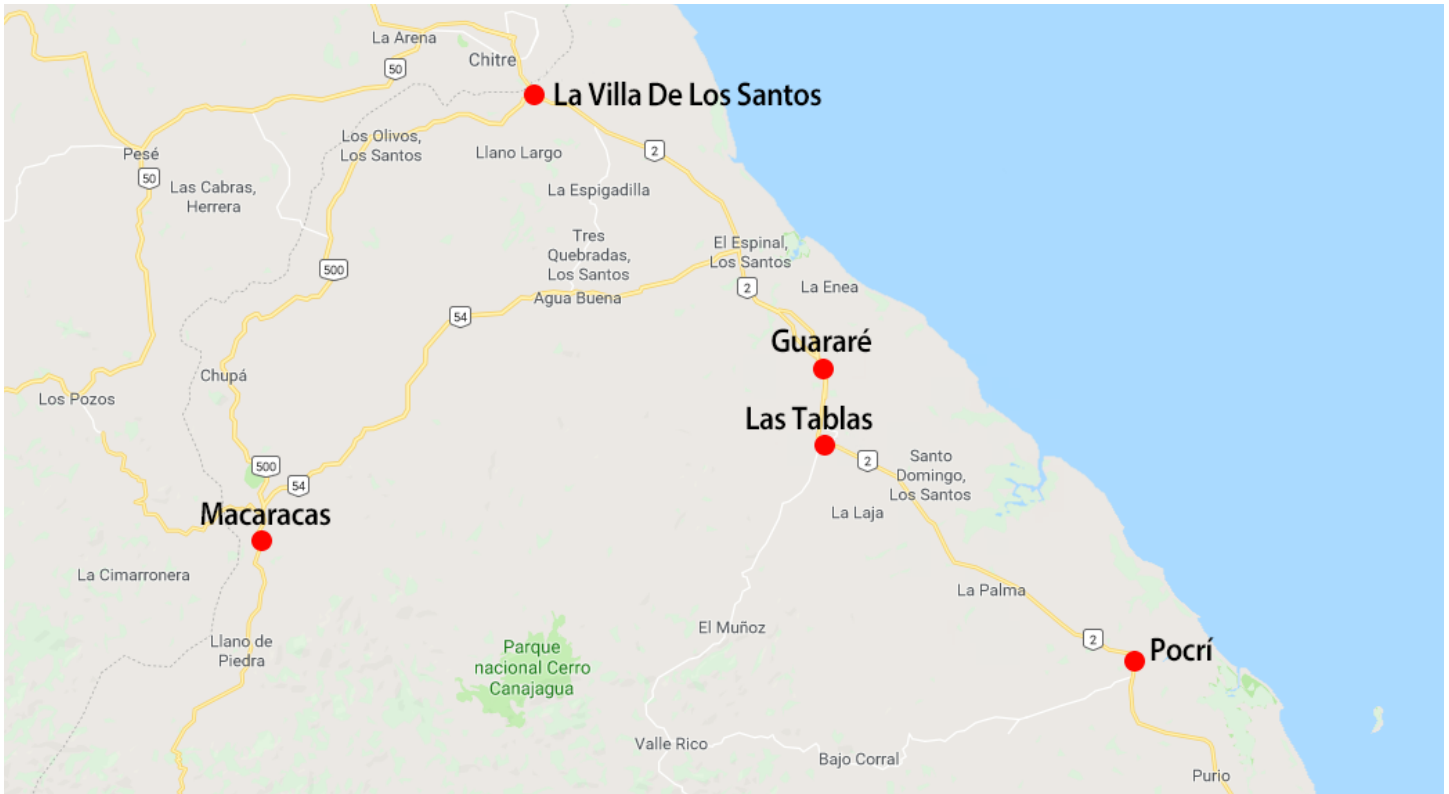 La Arena
Chitre
50
La Villa De Los Santos
Los Olivos,
Los Santos
Llano Largo
2
Pesé
50
Las Cabras,
Herrera
La Espigadilla
Tres
Quebradas,
Los Santos
El Espinal,
Los Santos
500
2
La Enea
Agua Buena
54
Guararé
Chupá
Los Pozos
Las Tablas
2
Santo
Domingo,
Los Santos
500
54
La Laja
Macaracas
La Cimarronera
La Palma
El Muñoz
2
Llano de
Piedra
Parque
nacional Cerro
Canajagua
Pocrí
Valle Rico
Bajo Corral
Purio